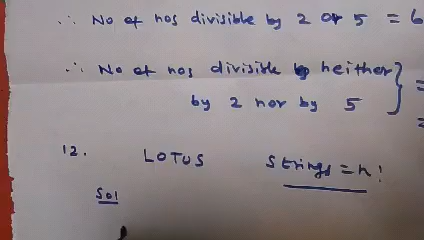 ∴ No of nos divisible by 2 or 5 = 6
∴ No of nos divisible by neither
by 2 nor by 5 } =
=
12. LOTUS Strings = n!
Sol